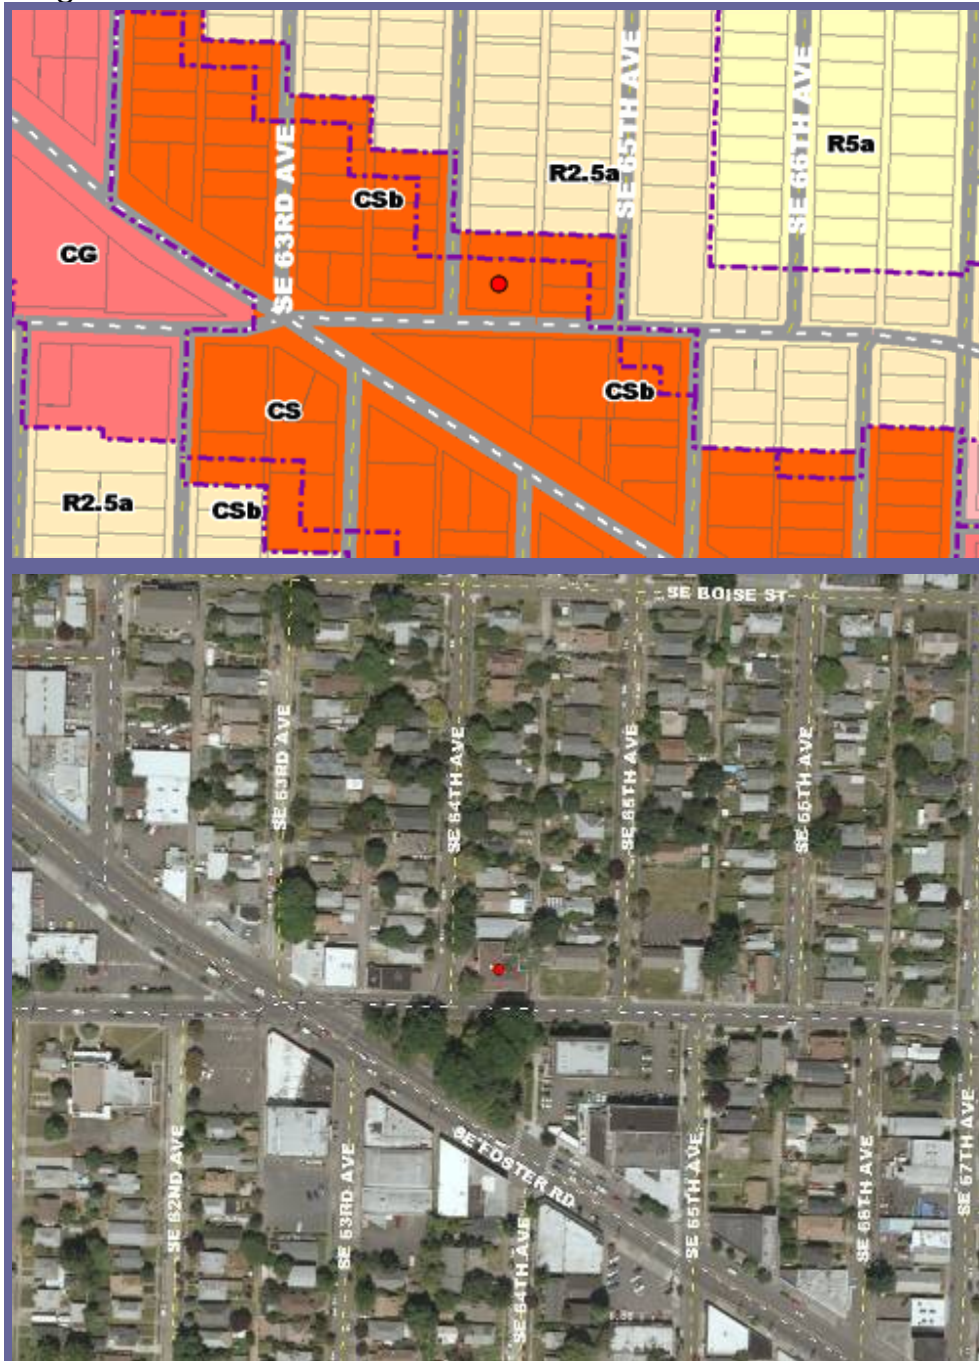 SE 63RD AVE
SE 65TH AVE
SE 66TH AVE
R5a
R2.5a
CSb
CG
CSb
CS
R2.5a
CSb
SE BOISE ST
SE 63RD AVE
SE 64TH AVE
SE 65TH AVE
SE 66TH AVE
SE FOSTER RD
SE 62ND AVE
SE 63RD AVE
SE 64TH AVE
SE 65TH AVE
SE 66TH AVE
SE 67TH AVE